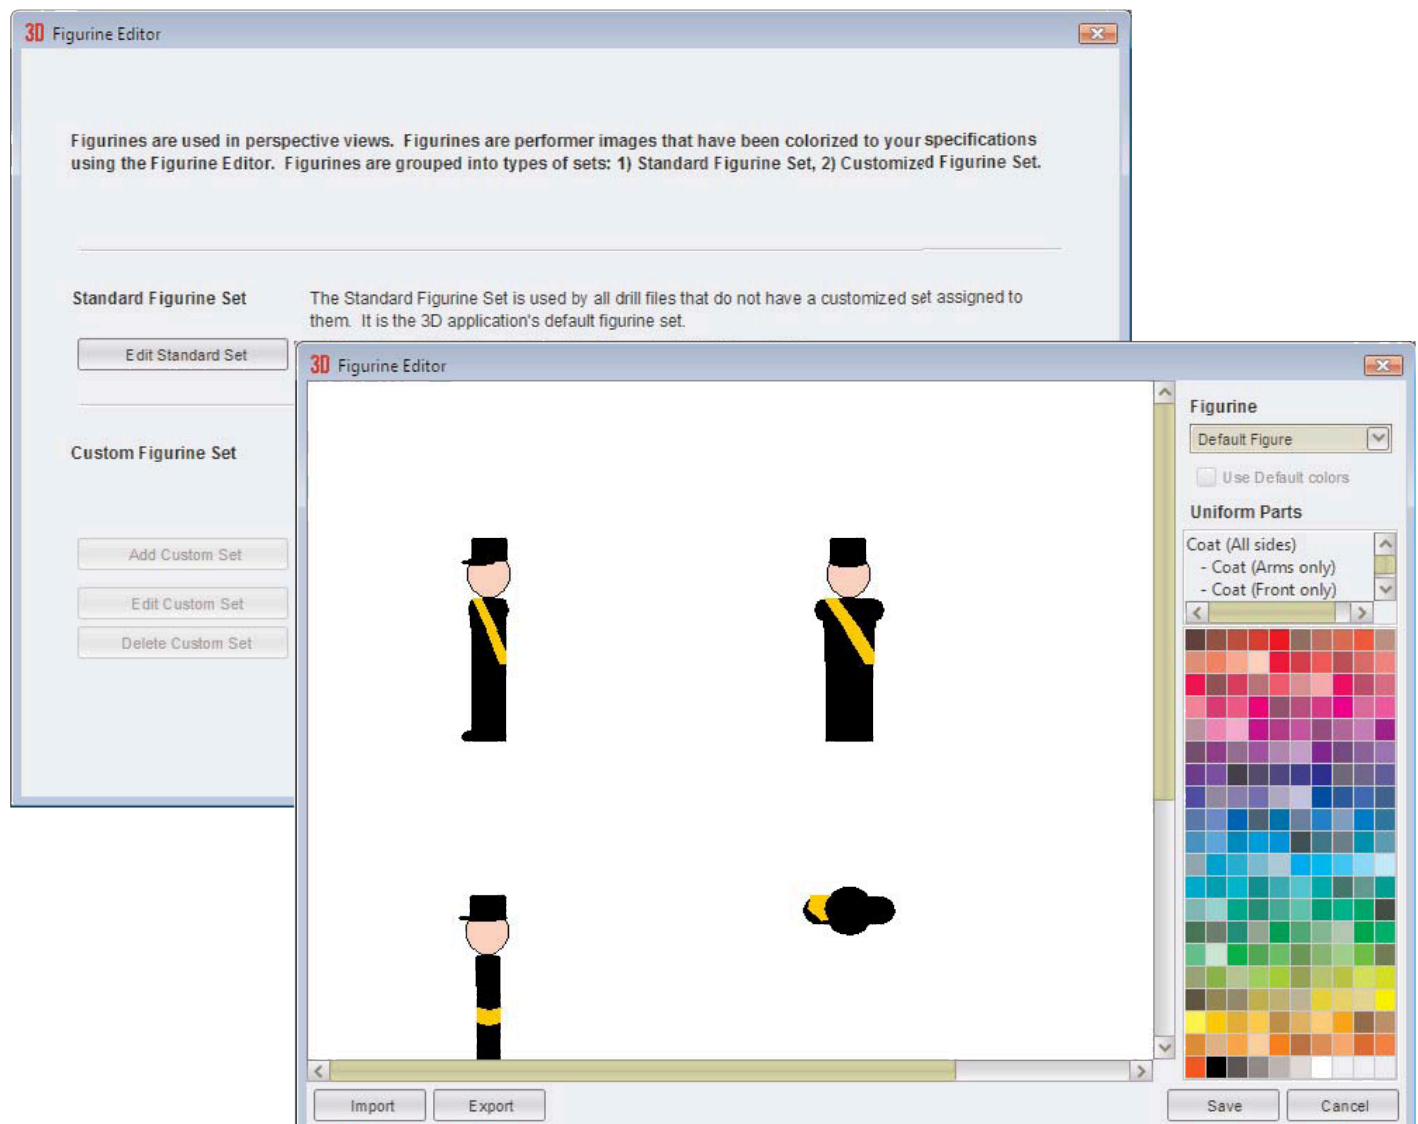 3D Figurine Editor
Figurines are used in perspective views. Figurines are performer images that have been colorized to your specifications
using the Figurine Editor. Figurines are grouped into types of sets: 1) Standard Figurine Set, 2) Customized Figurine Set.
Standard Figurine Set
The Standard Figurine Set is used by all drill files that do not have a customized set assigned to
them. It is the 3D application's default figurine set.
Edit Standard Set
Custom Figurine Set
Add Custom Set
Edit Custom Set
Delete Custom Set
3D Figurine Editor
Figurine
Default Figure
Use Default colors
Uniform Parts
Coat (All sides)
- Coat (Arms only)
- Coat (Front only)
Import
Export
Save
Cancel